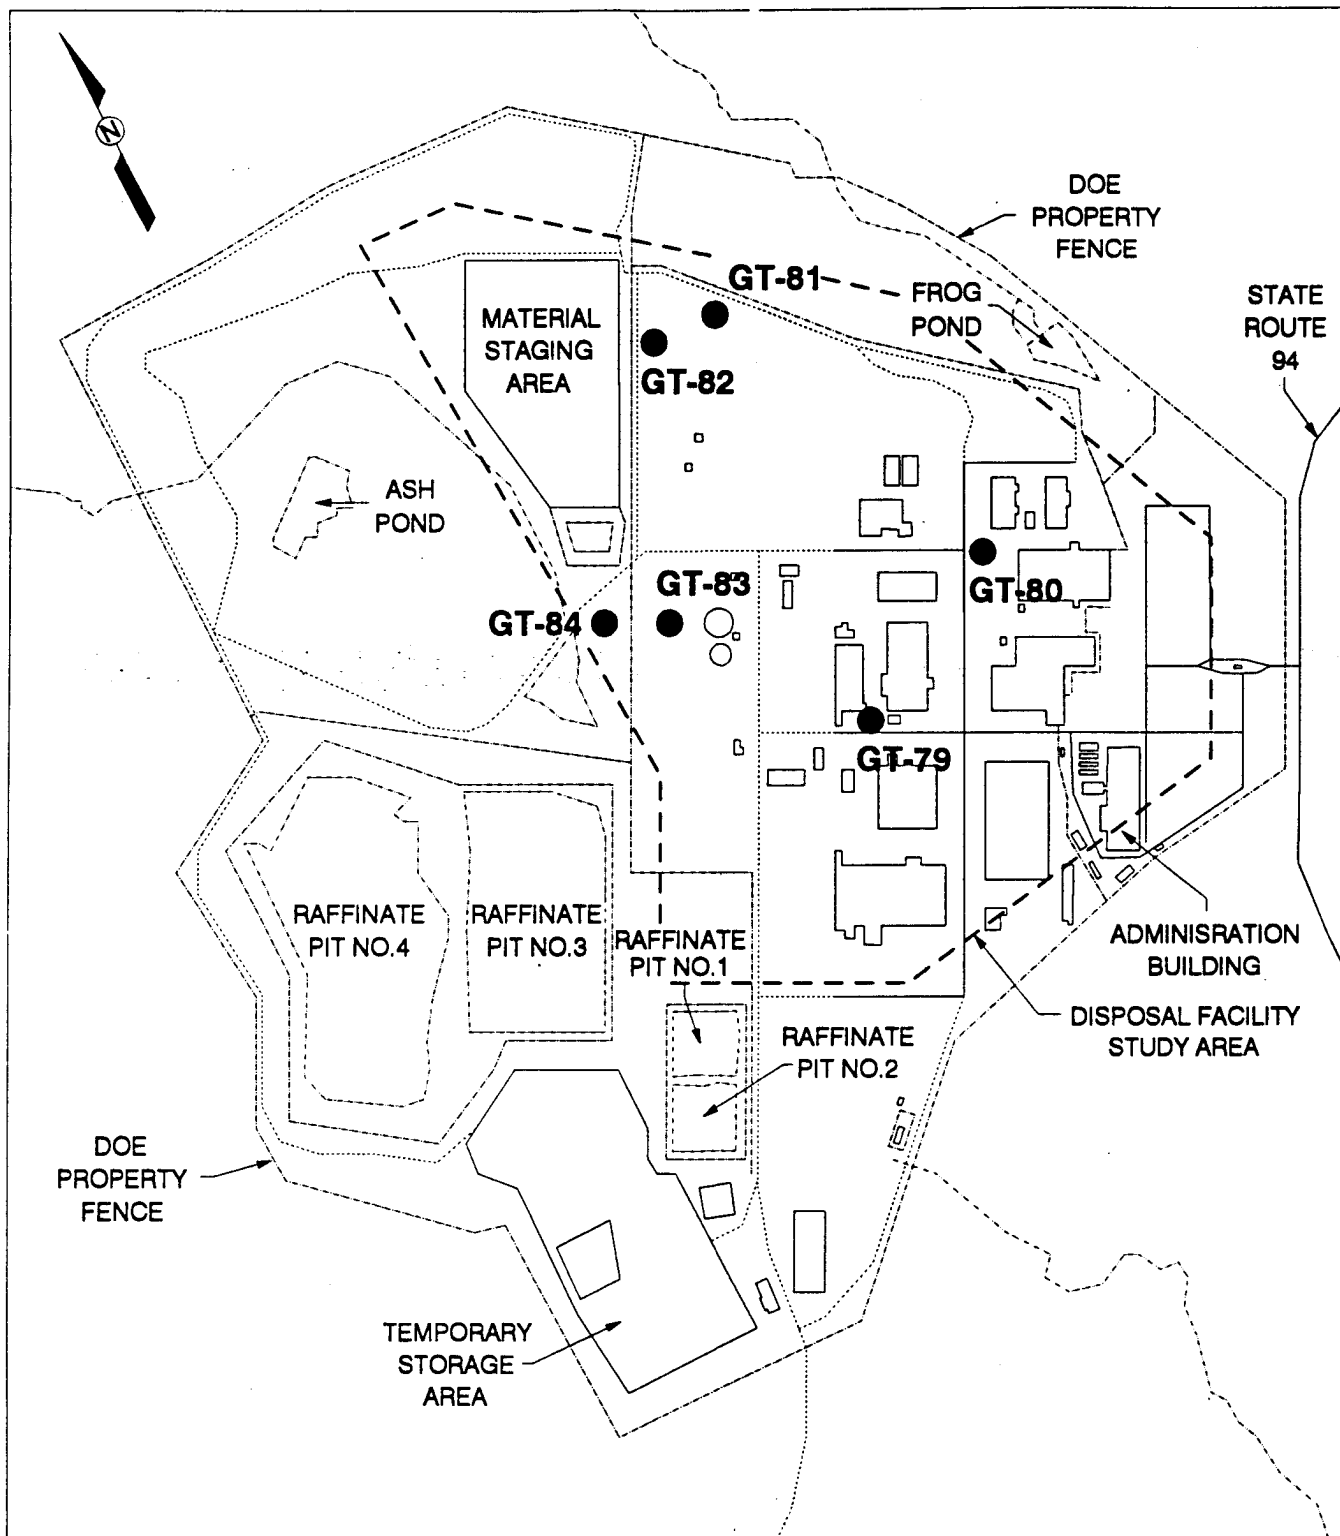 N
DOE
PROPERTY
FENCE
GT-81
FROG
POND
STATE
ROUTE
94
MATERIAL
STAGING
AREA
GT-82
ASH
POND
GT-83
GT-80
GT-84
GT-79
RAFFINATE
PIT NO.4
RAFFINATE
PIT NO.3
RAFFINATE
PIT NO.1
ADMINISRATION
BUILDING
DISPOSAL FACILITY
STUDY AREA
RAFFINATE
PIT NO.2
DOE
PROPERTY
FENCE
TEMPORARY
STORAGE
AREA